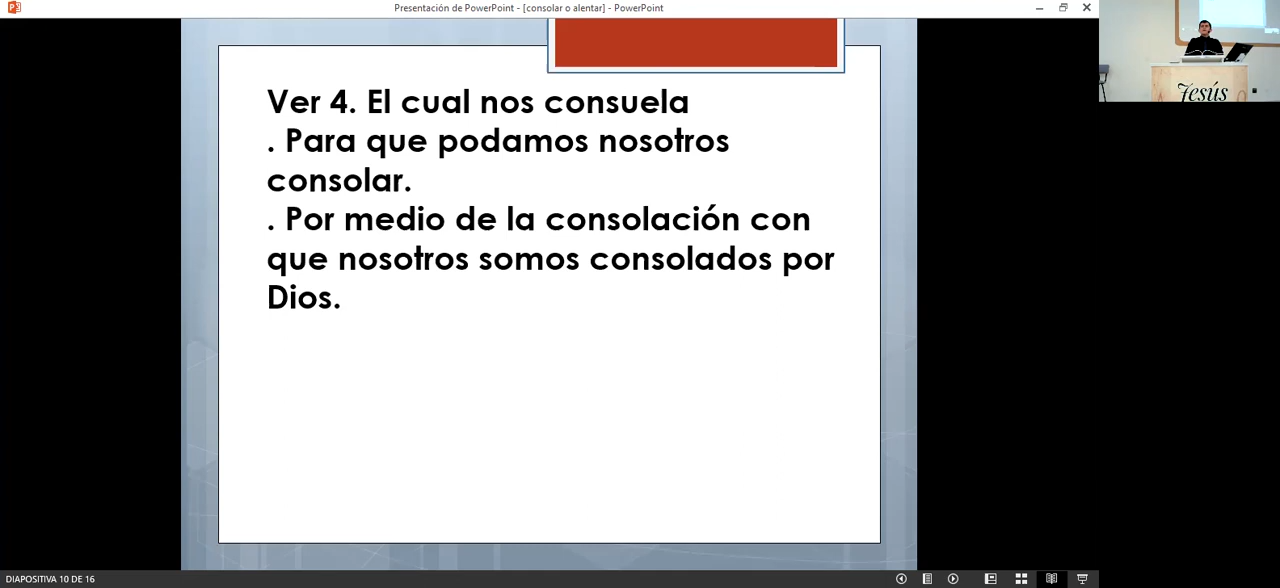 Presentación de PowerPoint - [consolar o alentar] - PowerPoint
Ver 4. El cual nos consuela
. Para que podamos nosotros
consolar.
. Por medio de la consolación con
que nosotros somos consolados por
Dios.
Jesús
DIAPOSITIVA 10 DE 16